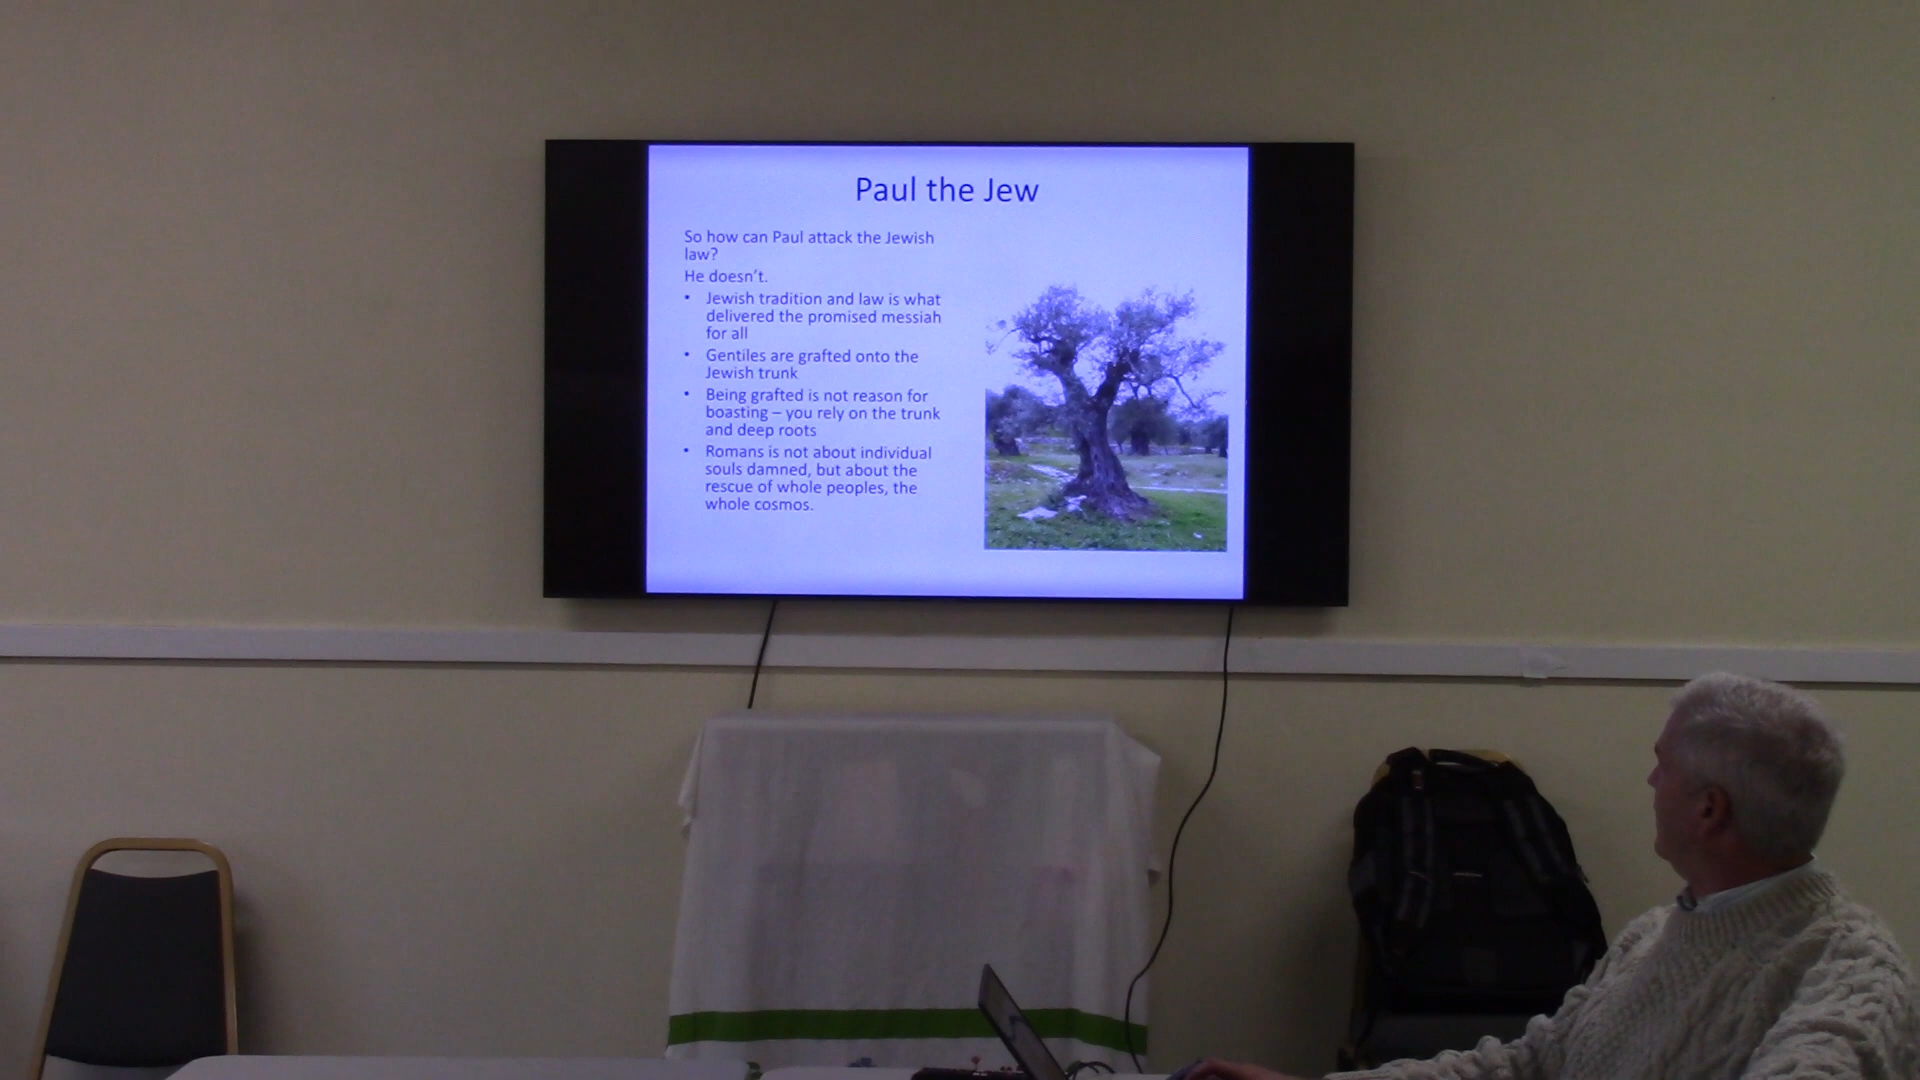 Paul the Jew
So how can Paul attack the Jewish
law?
He doesn't.
• Jewish tradition and law is what
delivered the promised messiah
for all
• Gentiles are grafted onto the
Jewish trunk
• Being grafted is not reason for
boasting – you rely on the trunk
and deep roots
• Romans is not about individual
souls damned, but about the
rescue of whole peoples, the
whole cosmos.